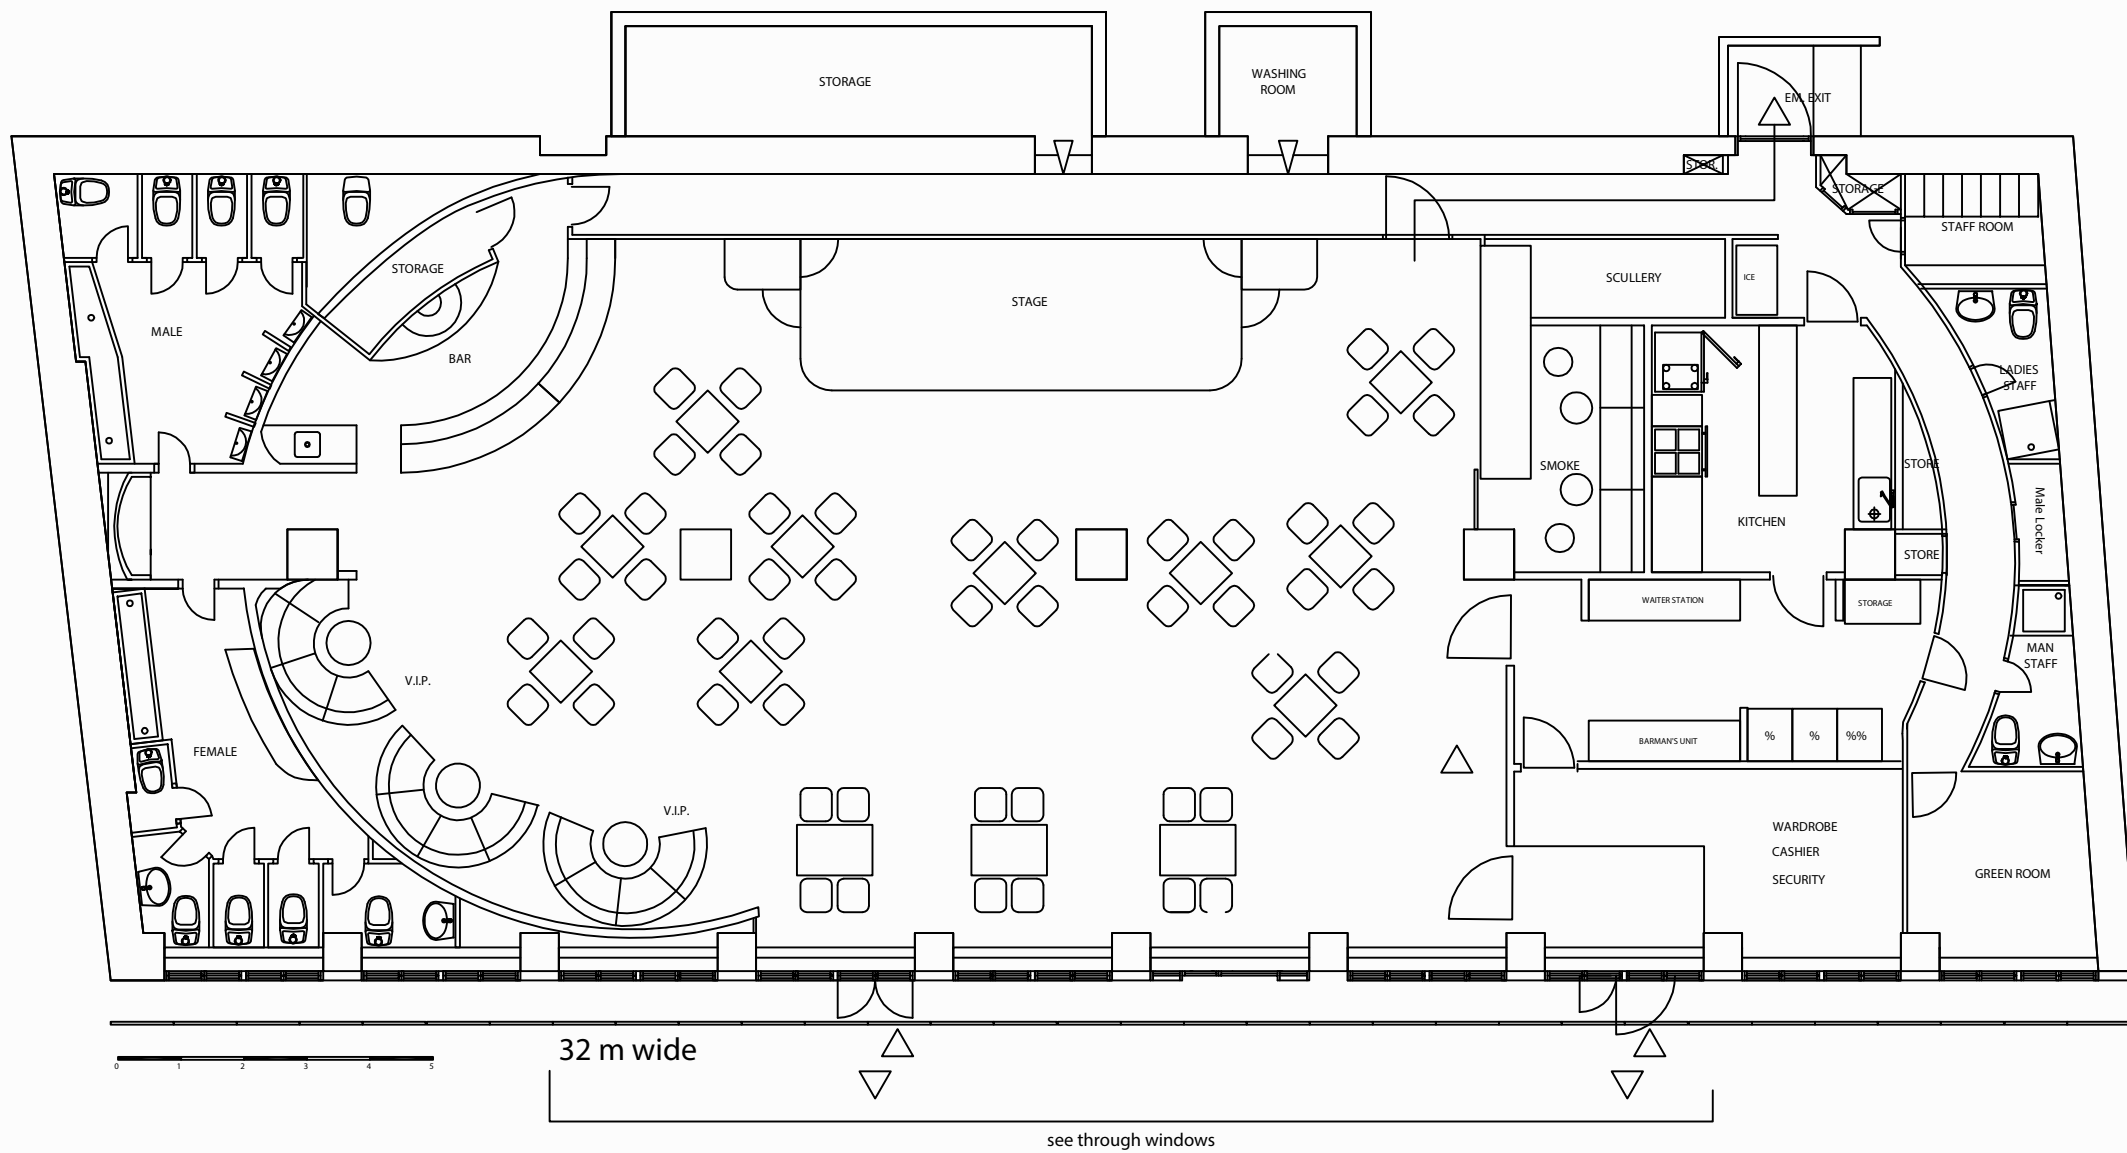 STORAGE
WASHING
ROOM
EM. EXIT
STOR.
STORAGE
STAFF ROOM
STORAGE
STAGE
SCULLERY
ICE
MALE
BAR
LADIES
STAFF
SMOKE
STORE
KITCHEN
Male Locker
STORE
WAITER STATION
STORAGE
MAN
STAFF
V.I.P.
FEMALE
BARMAN'S UNIT
%
%
%%
V.I.P.
WARDROBE
CASHIER
SECURITY
GREEN ROOM
32 m wide
0 1 2 3 4 5
see through windows